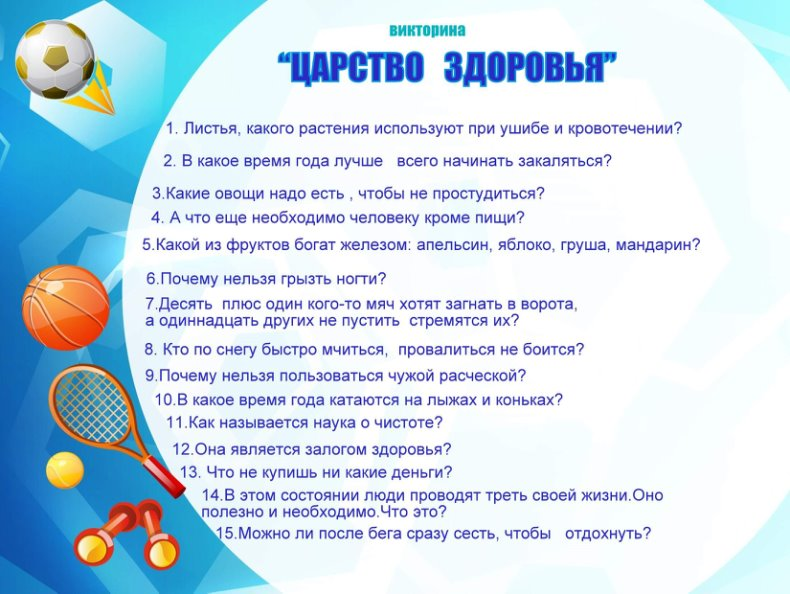 викторина
“ЦАРСТВО ЗДОРОВЬЯ”
1. Листья, какого растения используют при ушибе и кровотечении?
2. В какое время года лучше всего начинать закаляться?
3.Какие овощи надо есть , чтобы не простудиться?
4. А что еще необходимо человеку кроме пищи?
5.Какой из фруктов богат железом: апельсин, яблоко, груша, мандарин?
6.Почему нельзя грызть ногти?
7.Десять плюс один кого-то мяч хотят загнать в ворота,
а одиннадцать других не пустить стремятся их?
8. Кто по снегу быстро мчиться, провалиться не боится?
9.Почему нельзя пользоваться чужой расческой?
10.В какое время года катаются на лыжах и коньках?
11.Как называется наука о чистоте?
12.Она является залогом здоровья?
13. Что не купишь ни какие деньги?
14.В этом состоянии люди проводят треть своей жизни.Оно
полезно и необходимо.Что это?
15.Можно ли после бега сразу сесть, чтобы отдохнуть?